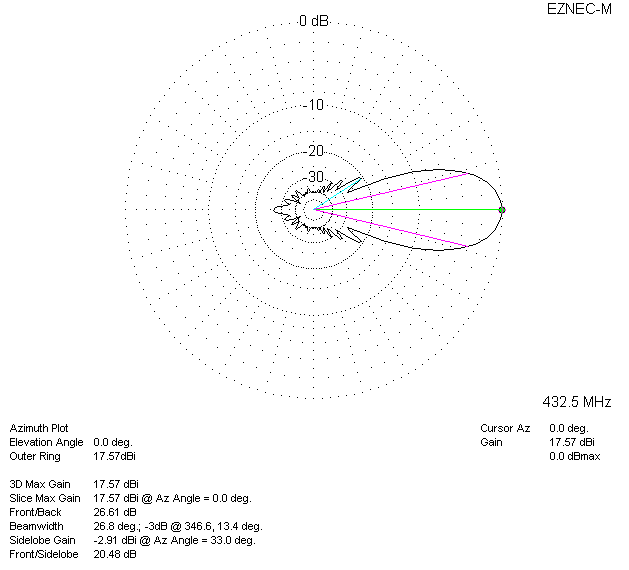 EZNEC-M
0 dB
-10
-20
-30
432.5 MHz
Azimuth Plot
Elevation Angle 0.0 deg.
Outer Ring 17.57dBi
Cursor Az 0.0 deg.
Gain 17.57 dBi
0.0 dBmax
3D Max Gain 17.57 dBi
Slice Max Gain 17.57 dBi @ Az Angle = 0.0 deg.
Front/Back 26.61 dB
Beamwidth 26.8 deg.; -3dB @ 346.6, 13.4 deg.
Sidelobe Gain -2.91 dBi @ Az Angle = 33.0 deg.
Front/Sidelobe 20.48 dB